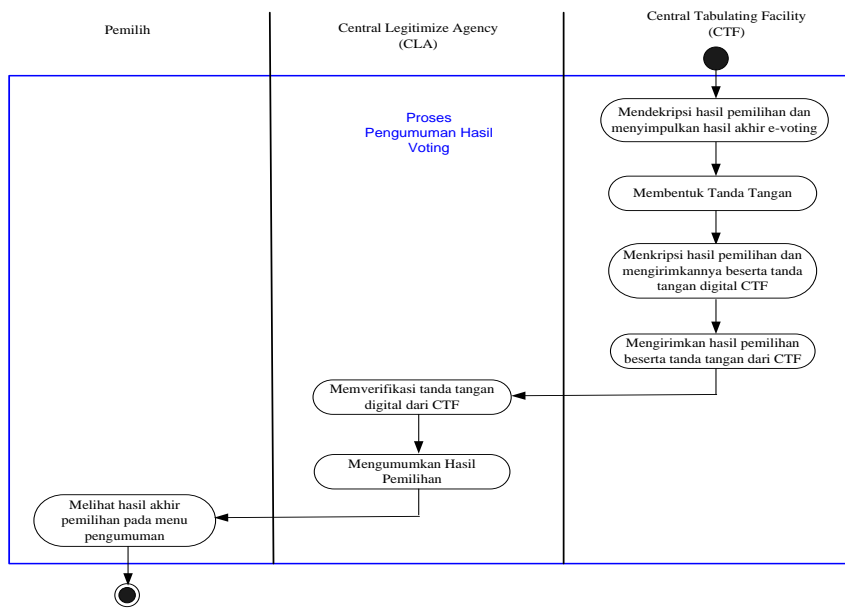 Pemilih
Central Legitimize Agency
(CLA)
Central Tabulating Facility
(CTF)
Proses
Pengumuman Hasil
Voting
Mendekripsi hasil pemilihan dan
menyimpulkan hasil akhir e-voting
Membentuk Tanda Tangan
Menkripsi hasil pemilihan dan
mengirimkannya beserta tanda
tangan digital CTF
Mengirimkan hasil pemilihan
beserta tanda tangan dari CTF
Memverifikasi tanda tangan
digital dari CTF
Mengumumkan Hasil
Pemilihan
Melihat hasil akhir
pemilihan pada menu
pengumuman